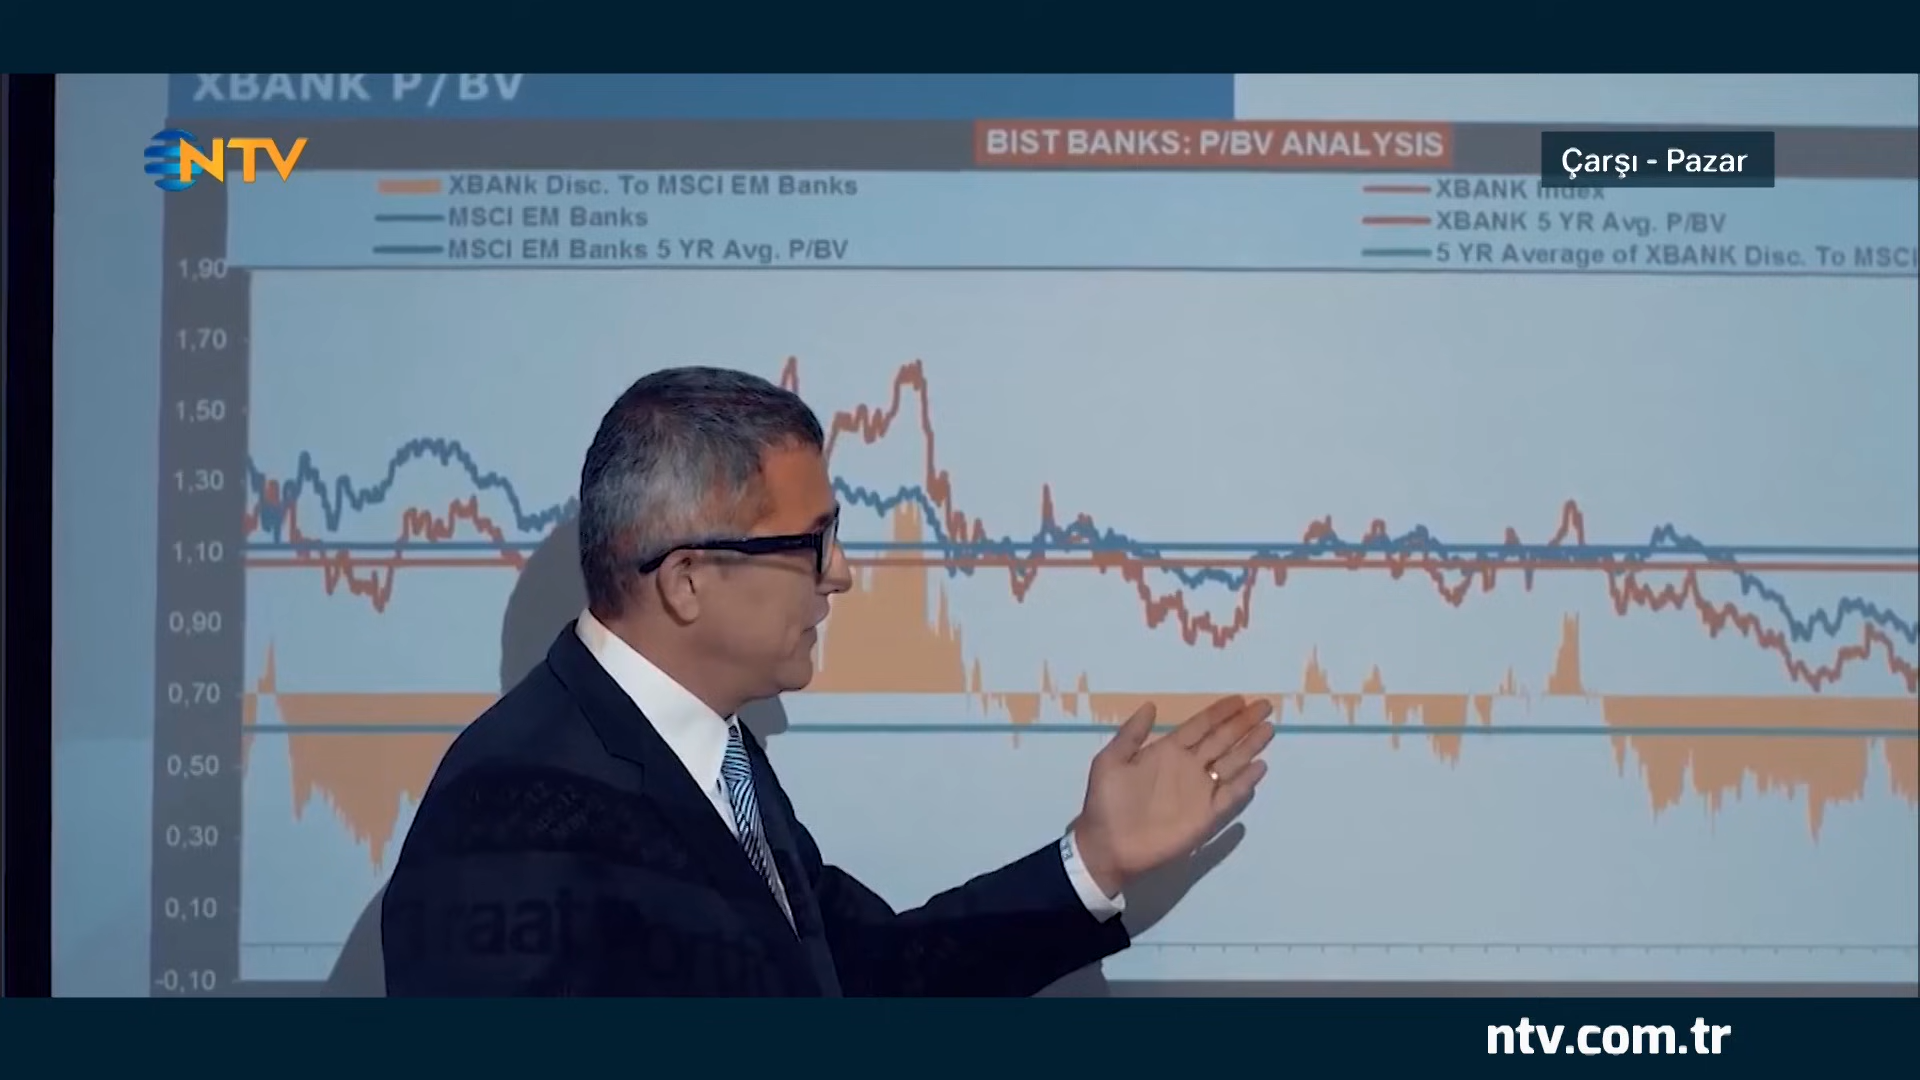 XBANK P/BV
NTV
BIST BANKS: P/BV ANALYSIS
Çarşı - Pazar
XBANk Disc. To MSCI EM Banks
MSCI EM Banks
MSCI EM Banks 5 YR Avg. P/BV
XBANK Index
XBANK 5 YR Avg. P/BV
5 YR Average of XBANK Disc. To MSCI
1,90
1,70
1,50
1,30
1,10
0,90
0,70
0,50
0,30
0,10
-0,10
raat
ntv.com.tr